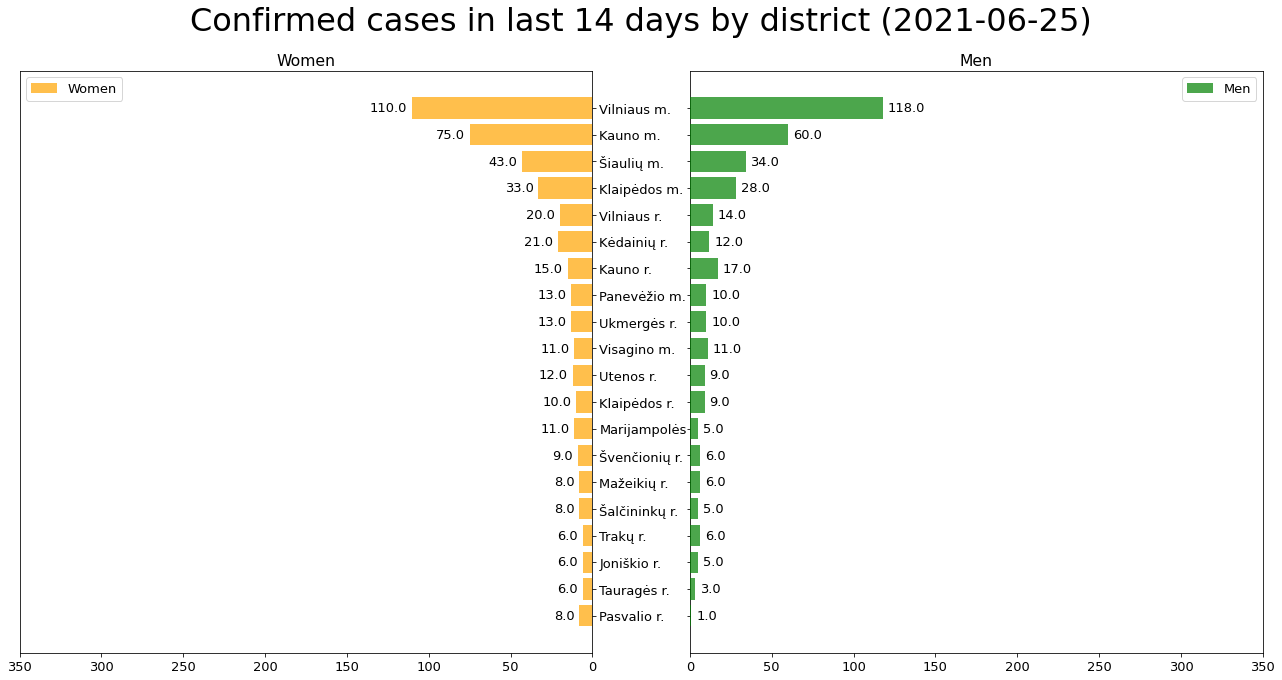 Confirmed cases in last 14 days by district (2021-06-25)
Women Men
Women Men
110.0 Vilniaus m. 118.0
75.0 Kauno m. 60.0
43.0 Šiaulių m. 34.0
33.0 Klaipėdos m. 28.0
20.0 Vilniaus r. 14.0
21.0 Kėdainių r. 12.0
15.0 Kauno r. 17.0
13.0 Panevėžio m. 10.0
13.0 Ukmergės r. 10.0
11.0 Visagino m. 11.0
12.0 Utenos r. 9.0
10.0 Klaipėdos r. 9.0
11.0 Marijampolės 5.0
9.0 Švenčionių r. 6.0
8.0 Mažeikių r. 6.0
8.0 Šalčininkų r. 5.0
6.0 Trakų r. 6.0
6.0 Joniškio r. 5.0
6.0 Tauragės r. 3.0
8.0 Pasvalio r. 1.0
350 300 250 200 150 100 50 0 0 50 100 150 200 250 300 350